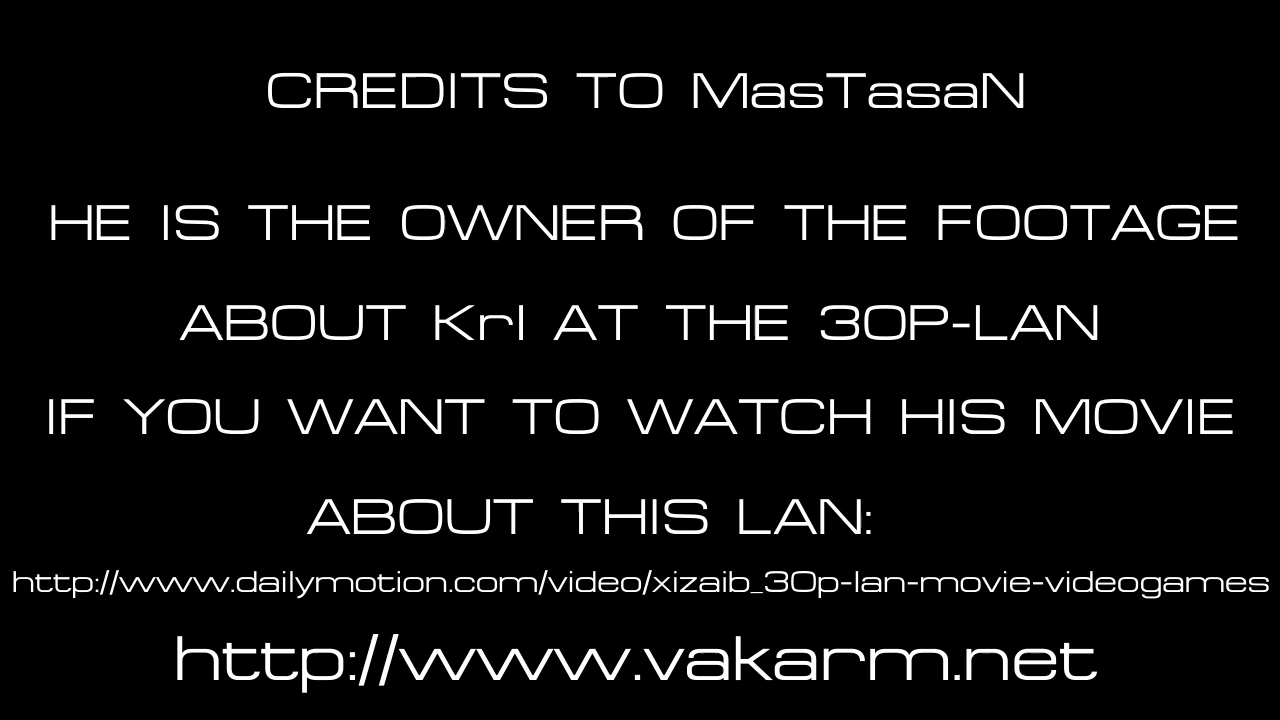 CREDITS TO MasTasaN
HE IS THE OWNER OF THE FOOTAGE
ABOUT KrI AT THE 30P-LAN
IF YOU WANT TO WATCH HIS MOVIE
ABOUT THIS LAN:
http://www.dailymotion.com/video/xizaib_30p-lan-movie-videogames
http://www.vakarm.net